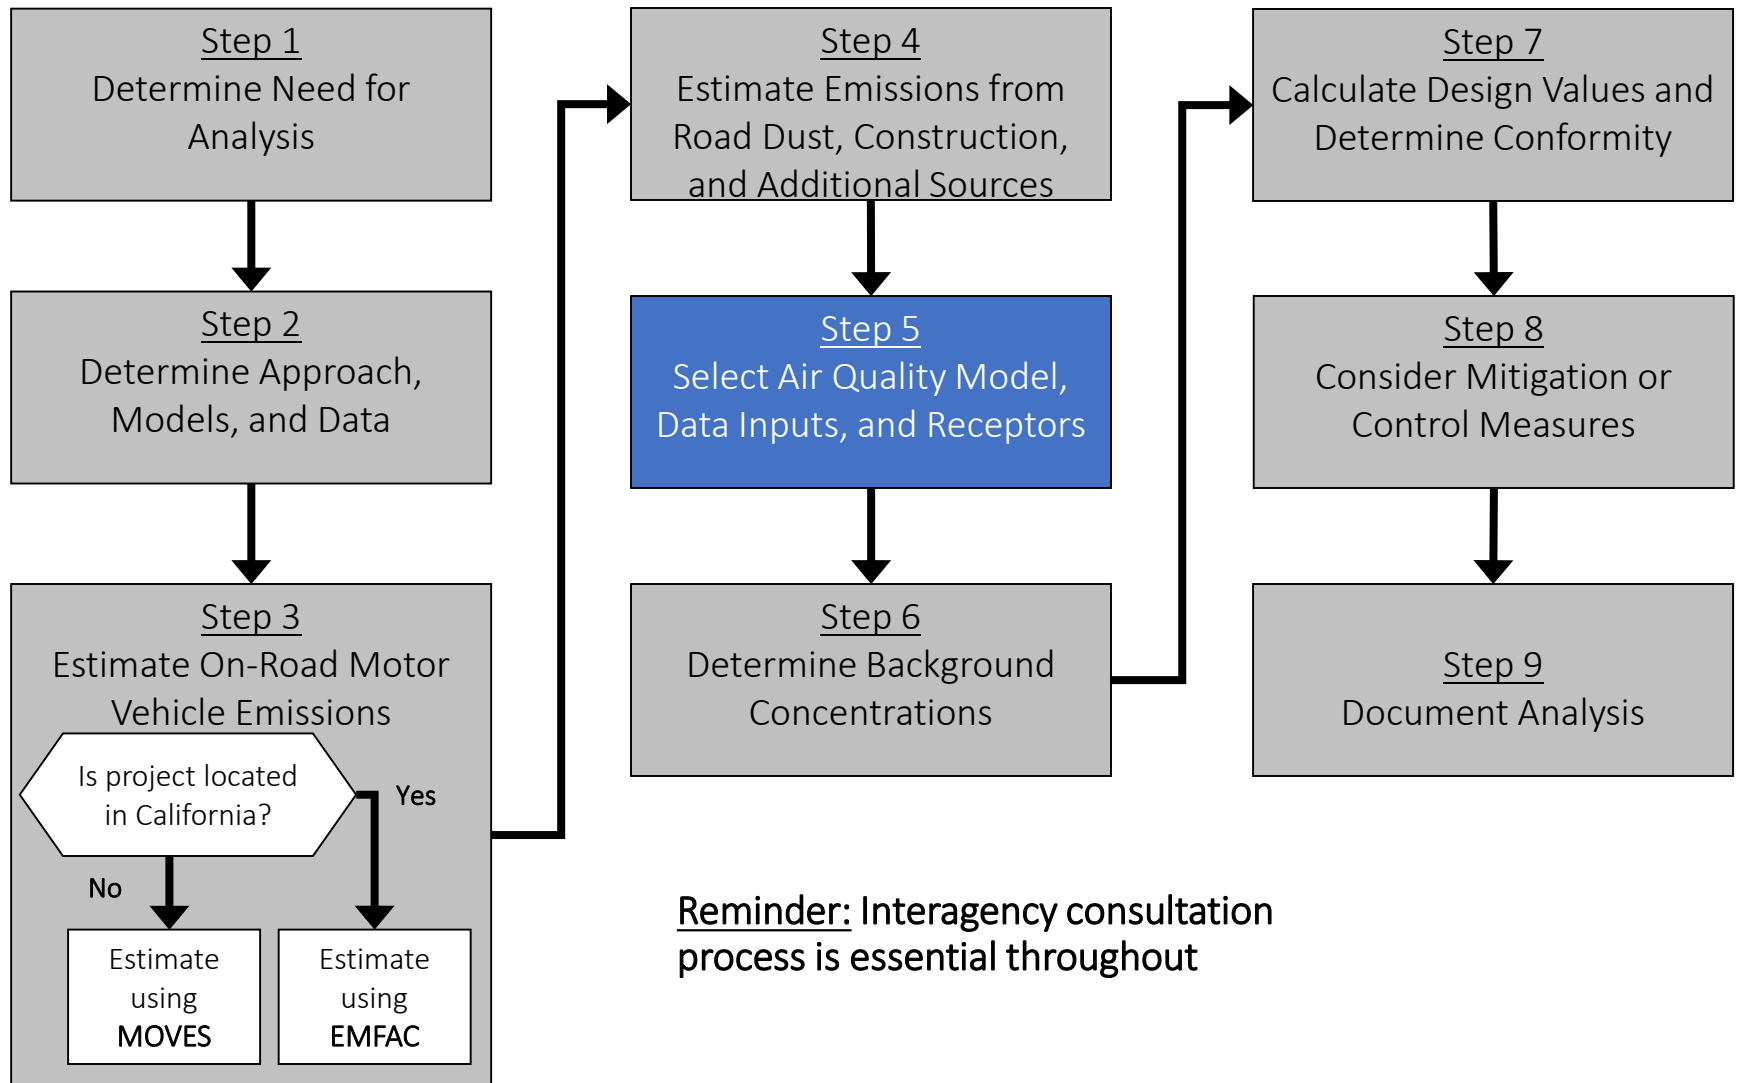 Step 1
Determine Need for
Analysis
Step 2
Determine Approach,
Models, and Data
Step 3
Estimate On-Road Motor
Vehicle Emissions
Is project located
in California?
Yes
No
Estimate
using
MOVES
Estimate
using
EMFAC
Step 4
Estimate Emissions from
Road Dust, Construction,
and Additional Sources
Step 5
Select Air Quality Model,
Data Inputs, and Receptors
Step 6
Determine Background
Concentrations
Step 7
Calculate Design Values and
Determine Conformity
Step 8
Consider Mitigation or
Control Measures
Step 9
Document Analysis
Reminder: Interagency consultation
process is essential throughout